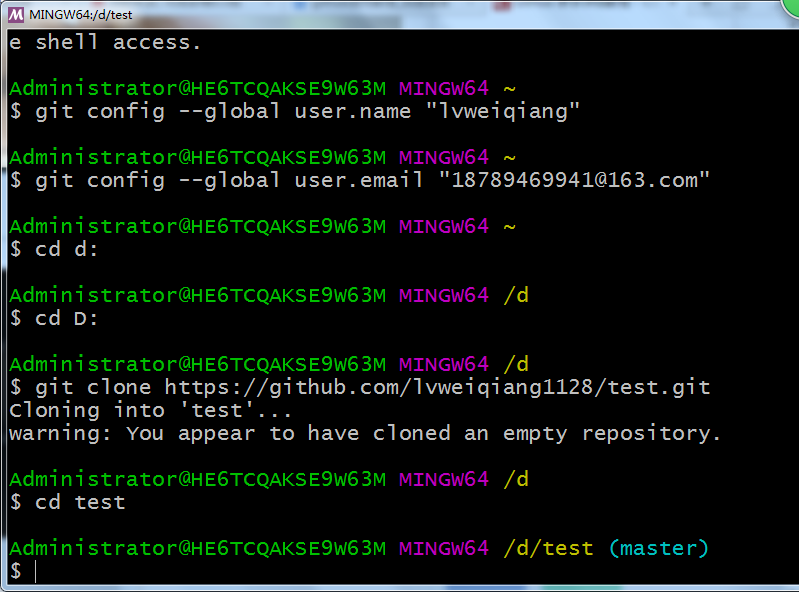 MINGW64:/d/test
e shell access.
Administrator@HE6TCQAKSE9W63M MINGW64 ~
$ git config --global user.name "lvweiqiang"
Administrator@HE6TCQAKSE9W63M MINGW64 ~
$ git config --global user.email "18789469941@163.com"
Administrator@HE6TCQAKSE9W63M MINGW64 ~
$ cd d:
Administrator@HE6TCQAKSE9W63M MINGW64 /d
$ cd D:
Administrator@HE6TCQAKSE9W63M MINGW64 /d
$ git clone https://github.com/lvweiqiang1128/test.git
Cloning into 'test'...
warning: You appear to have cloned an empty repository.
Administrator@HE6TCQAKSE9W63M MINGW64 /d
$ cd test
Administrator@HE6TCQAKSE9W63M MINGW64 /d/test (master)
$